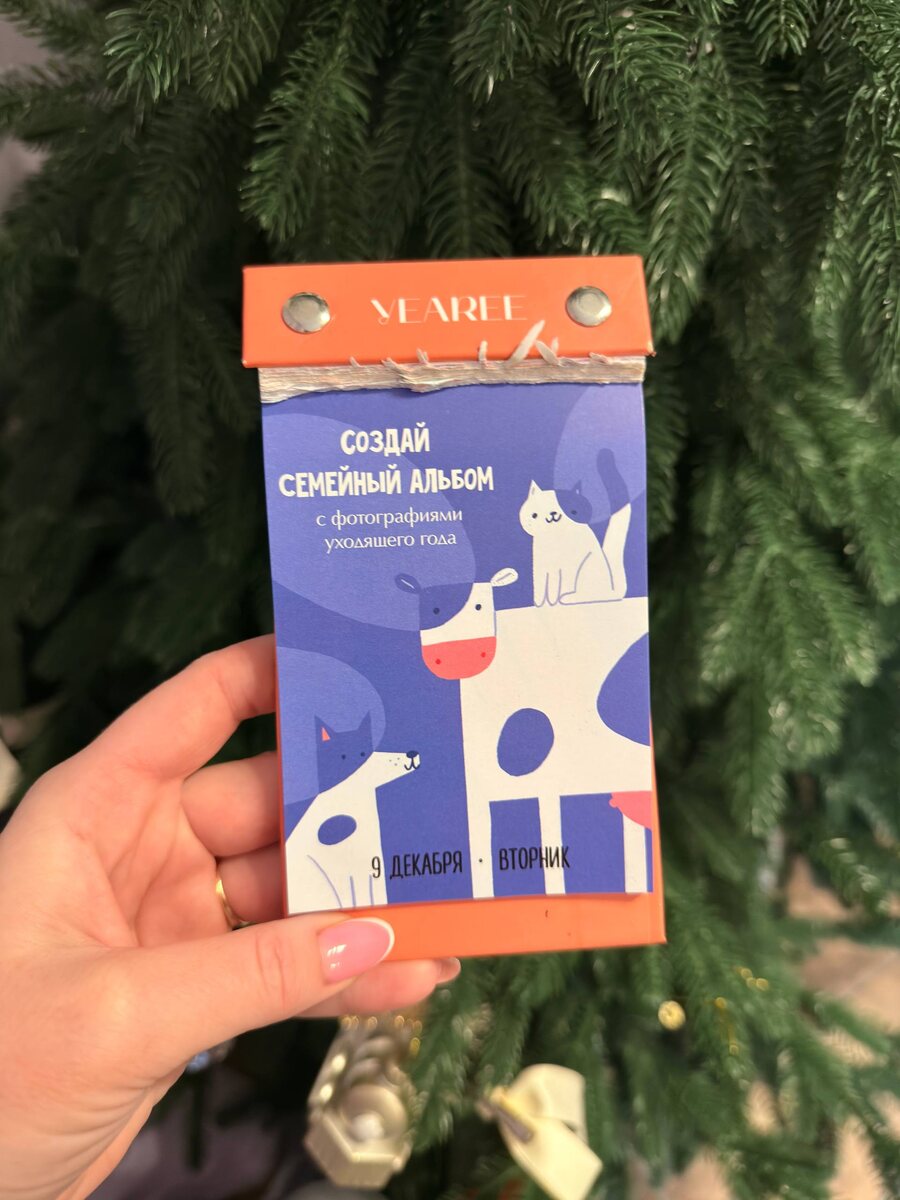 YEAREE
СОЗДАЙ
СЕМЕЙНЫЙ АЛЬБОМ
с фотографиями
уходящего года
9 ДЕКАБРЯ · ВТОРНИК